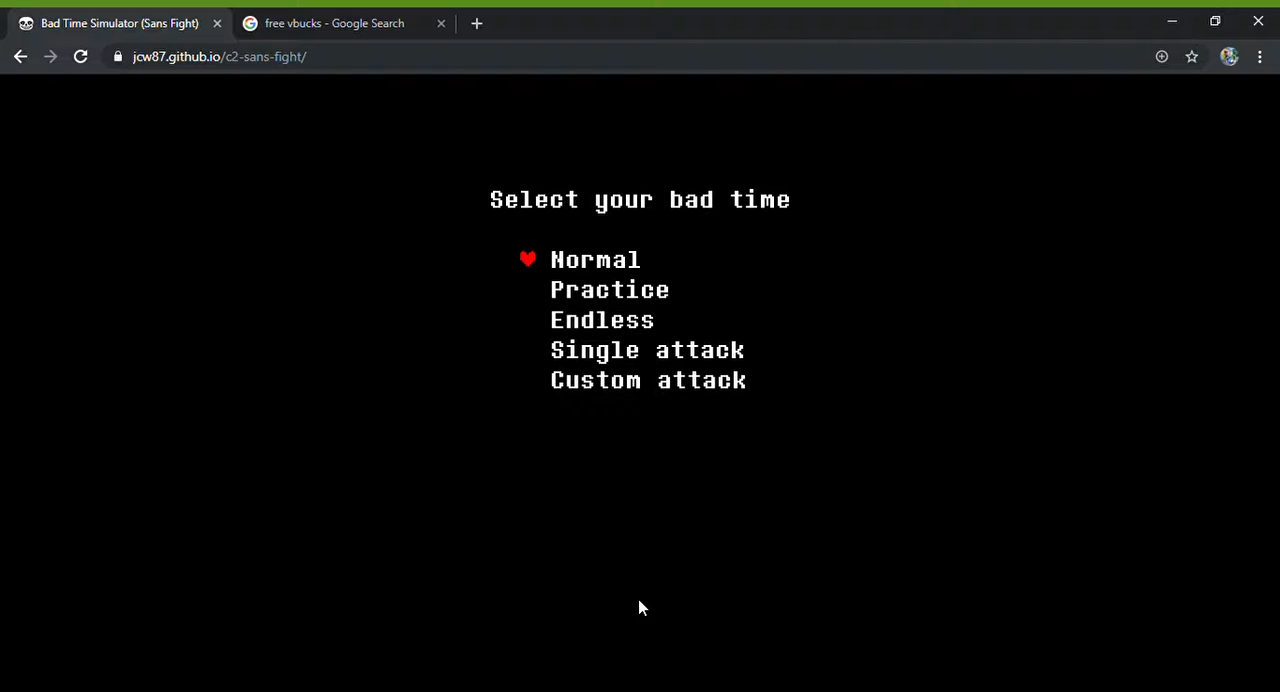 Bad Time Simulator (Sans Fight)
free vbucks - Google Search
jcw87.github.io/c2-sans-fight/
Select your bad time
Normal
Practice
Endless
Single attack
Custom attack